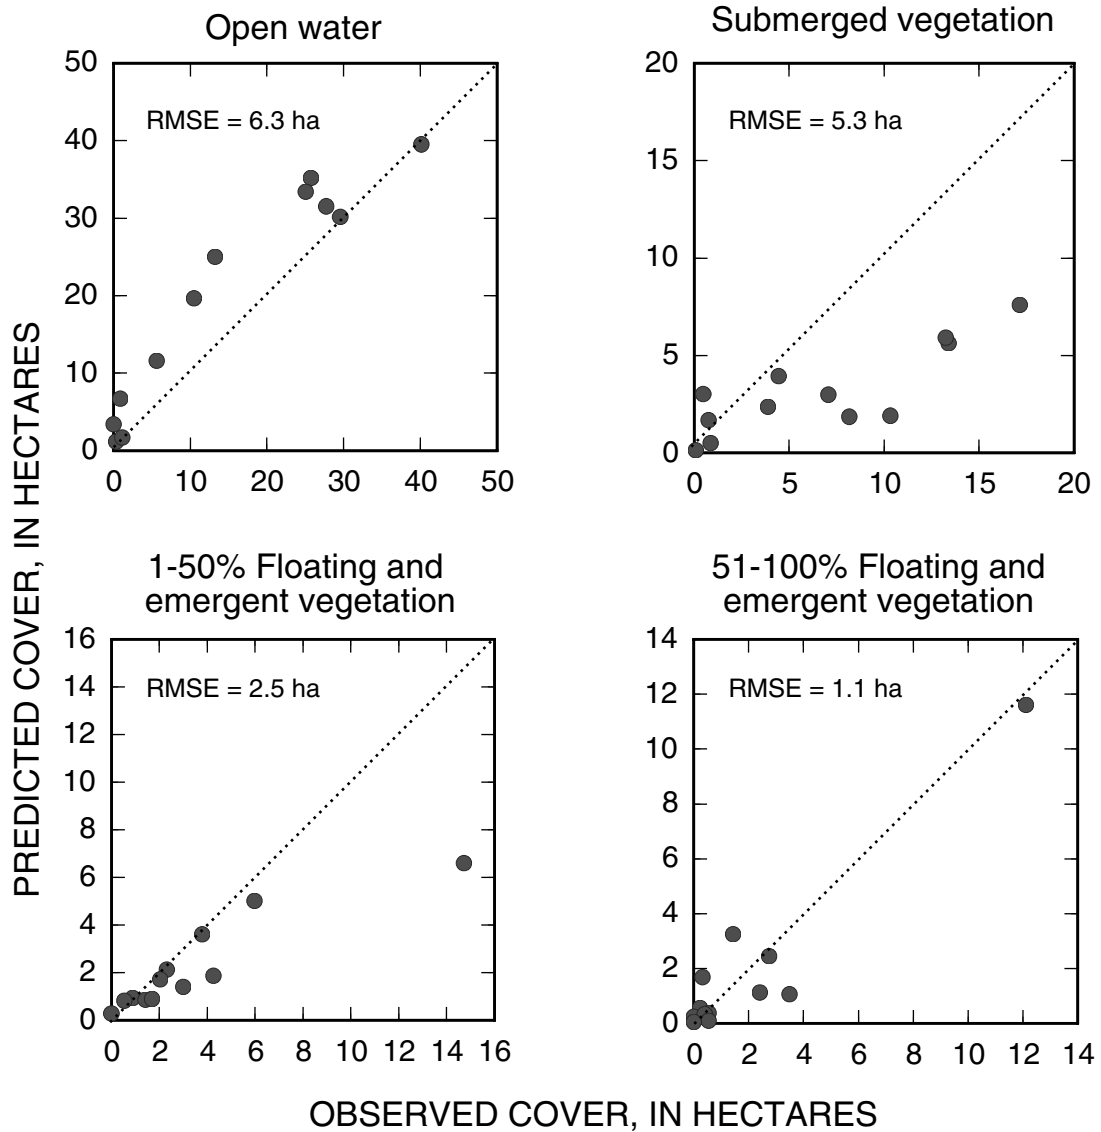 Open water
RMSE = 6.3 ha
50
40
30
20
10
0
0 10 20 30 40 50
Submerged vegetation
RMSE = 5.3 ha
20
15
10
5
0
0 5 10 15 20
1-50% Floating and
emergent vegetation
RMSE = 2.5 ha
16
14
12
10
8
6
4
2
0
0 2 4 6 8 10 12 14 16
51-100% Floating and
emergent vegetation
RMSE = 1.1 ha
14
12
10
8
6
4
2
0
0 2 4 6 8 10 12 14
PREDICTED COVER, IN HECTARES
OBSERVED COVER, IN HECTARES